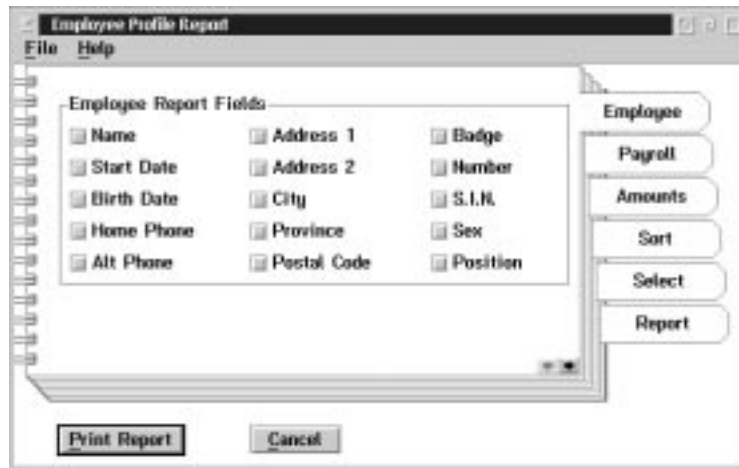 Employee Profile Report
File Help
Employee Report Fields
Name Address 1 Badge
Start Date Address 2 Number
Birth Date City S.I.N.
Home Phone Province Sex
Alt Phone Postal Code Position
Employee
Payroll
Amounts
Sort
Select
Report
Print Report Cancel